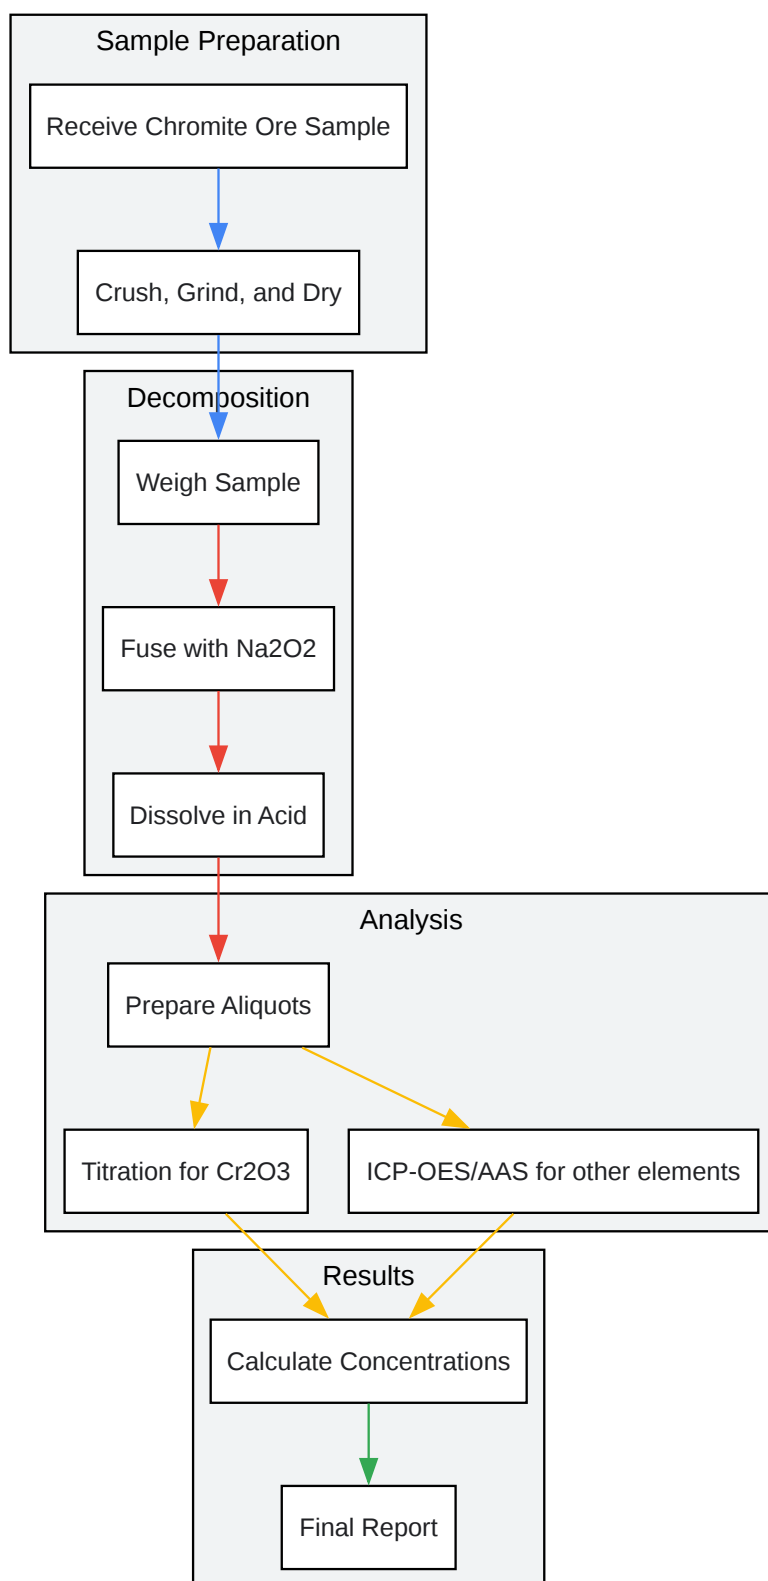 Sample Preparation
Receive Chromite Ore Sample
Crush, Grind, and Dry
Decomposition
Weigh Sample
Fuse with Na2O2
Dissolve in Acid
Analysis
Prepare Aliquots
Titration for Cr2O3
ICP-OES/AAS for other elements
Results
Calculate Concentrations
Final Report